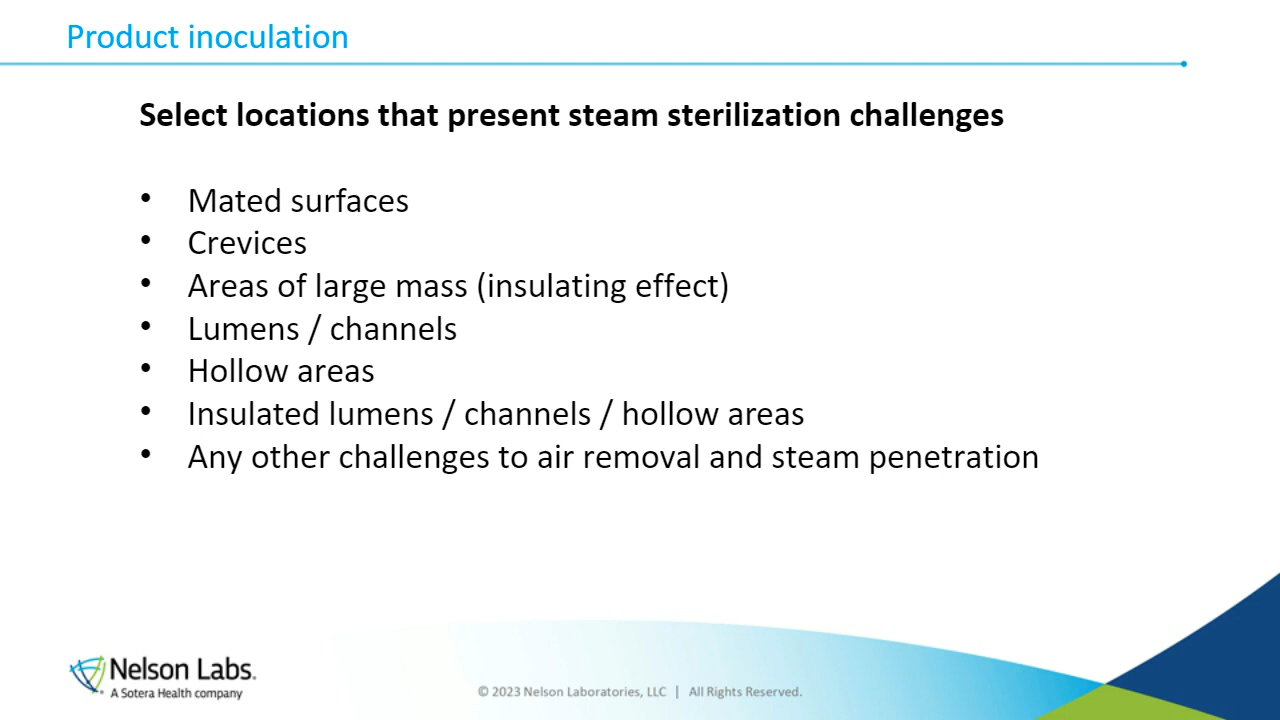 Product inoculation
Select locations that present steam sterilization challenges
• Mated surfaces
• Crevices
• Areas of large mass (insulating effect)
• Lumens / channels
• Hollow areas
• Insulated lumens / channels / hollow areas
• Any other challenges to air removal and steam penetration
Nelson Labs.
A Sotera Health company
© 2023 Nelson Laboratories, LLC | All Rights Reserved.